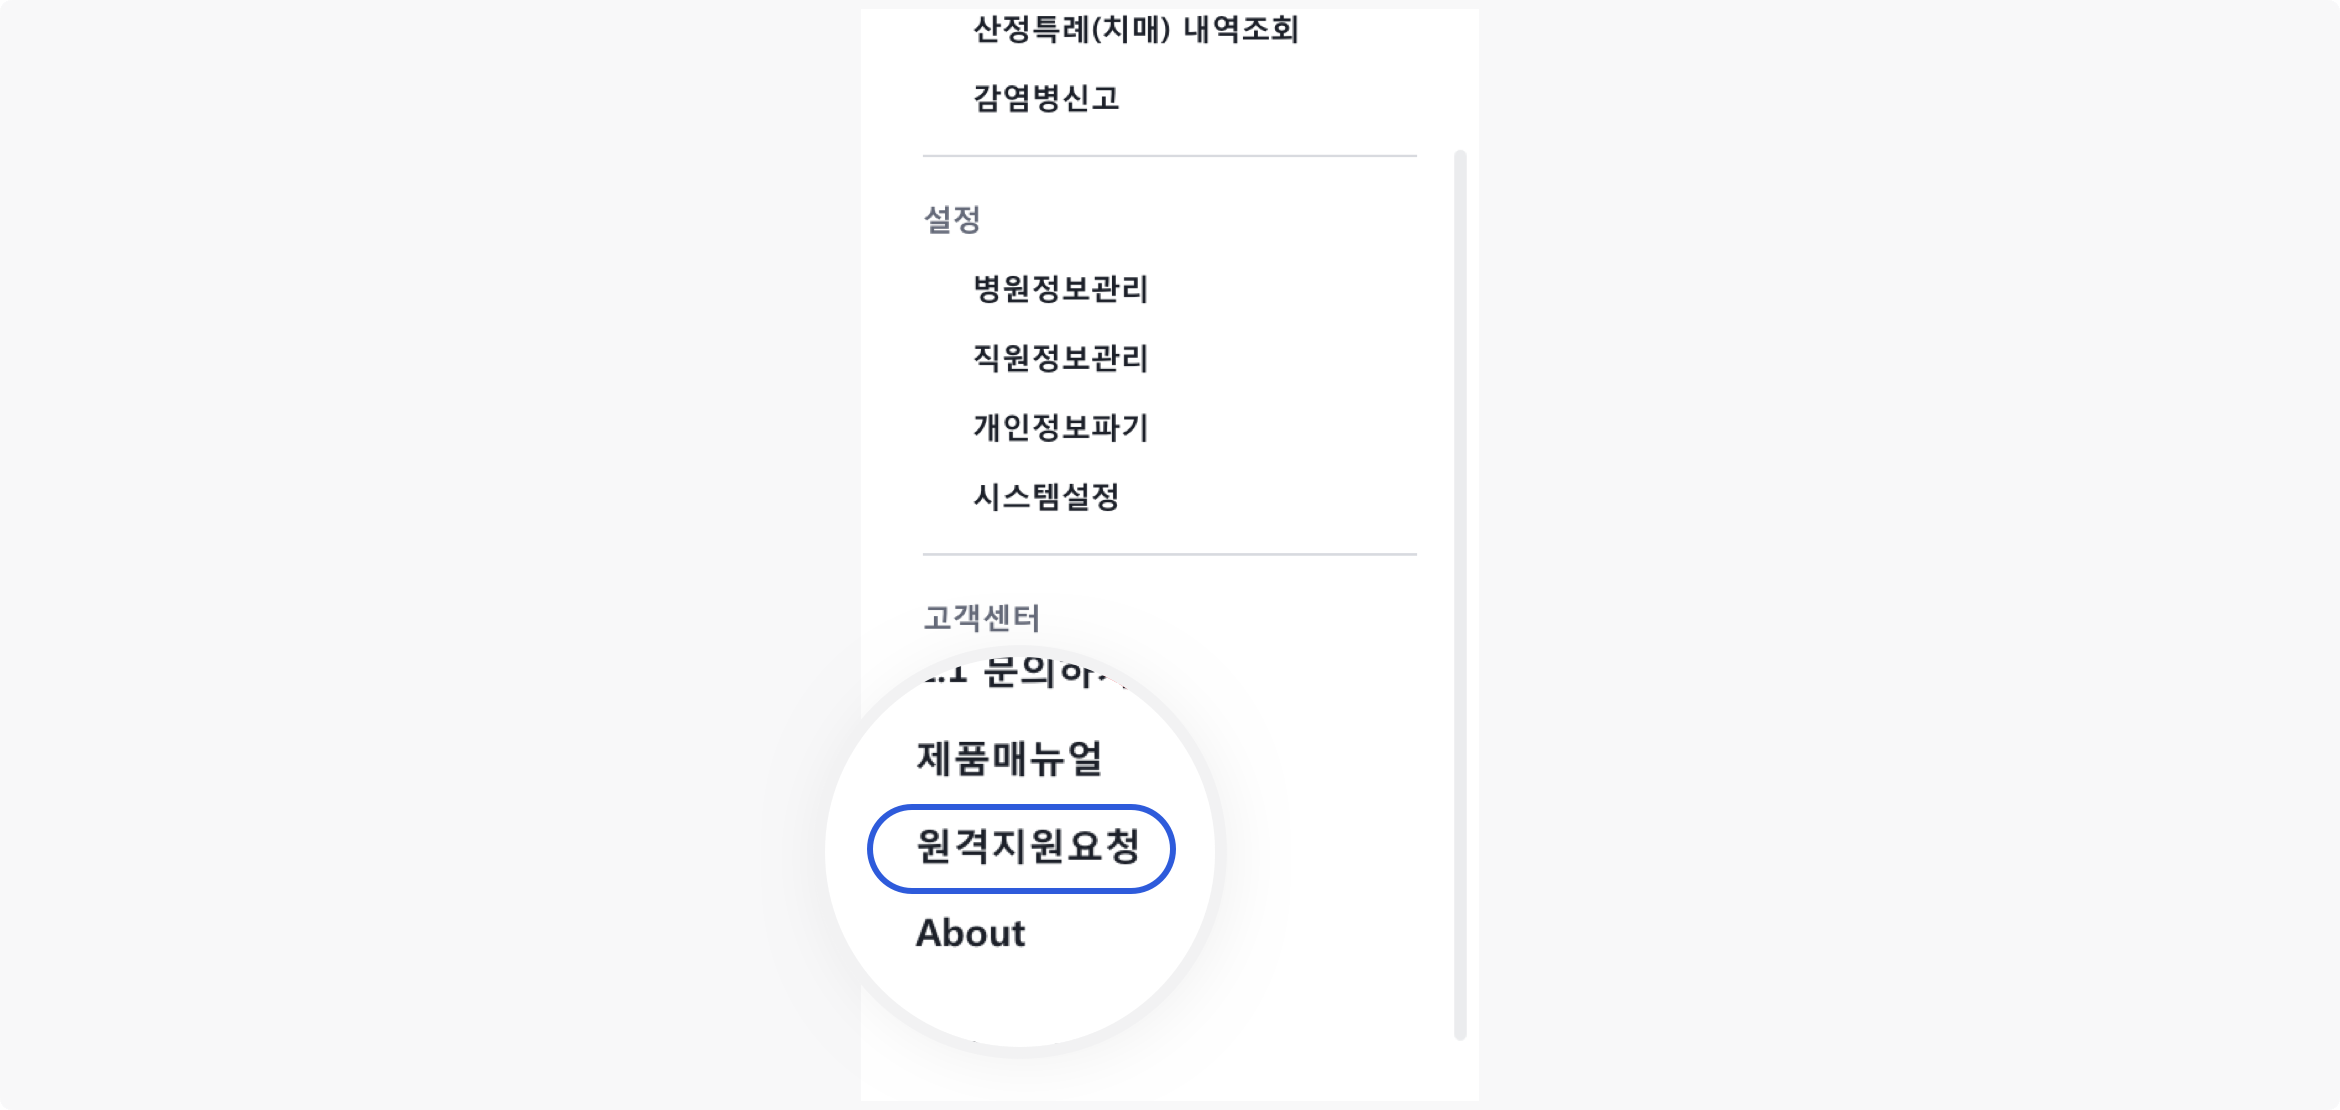 산정특례(치매) 내역조회
감염병신고
설정
병원정보관리
직원정보관리
개인정보파기
시스템설정
고객센터
문의하
제품매뉴얼
원격지원요청
About